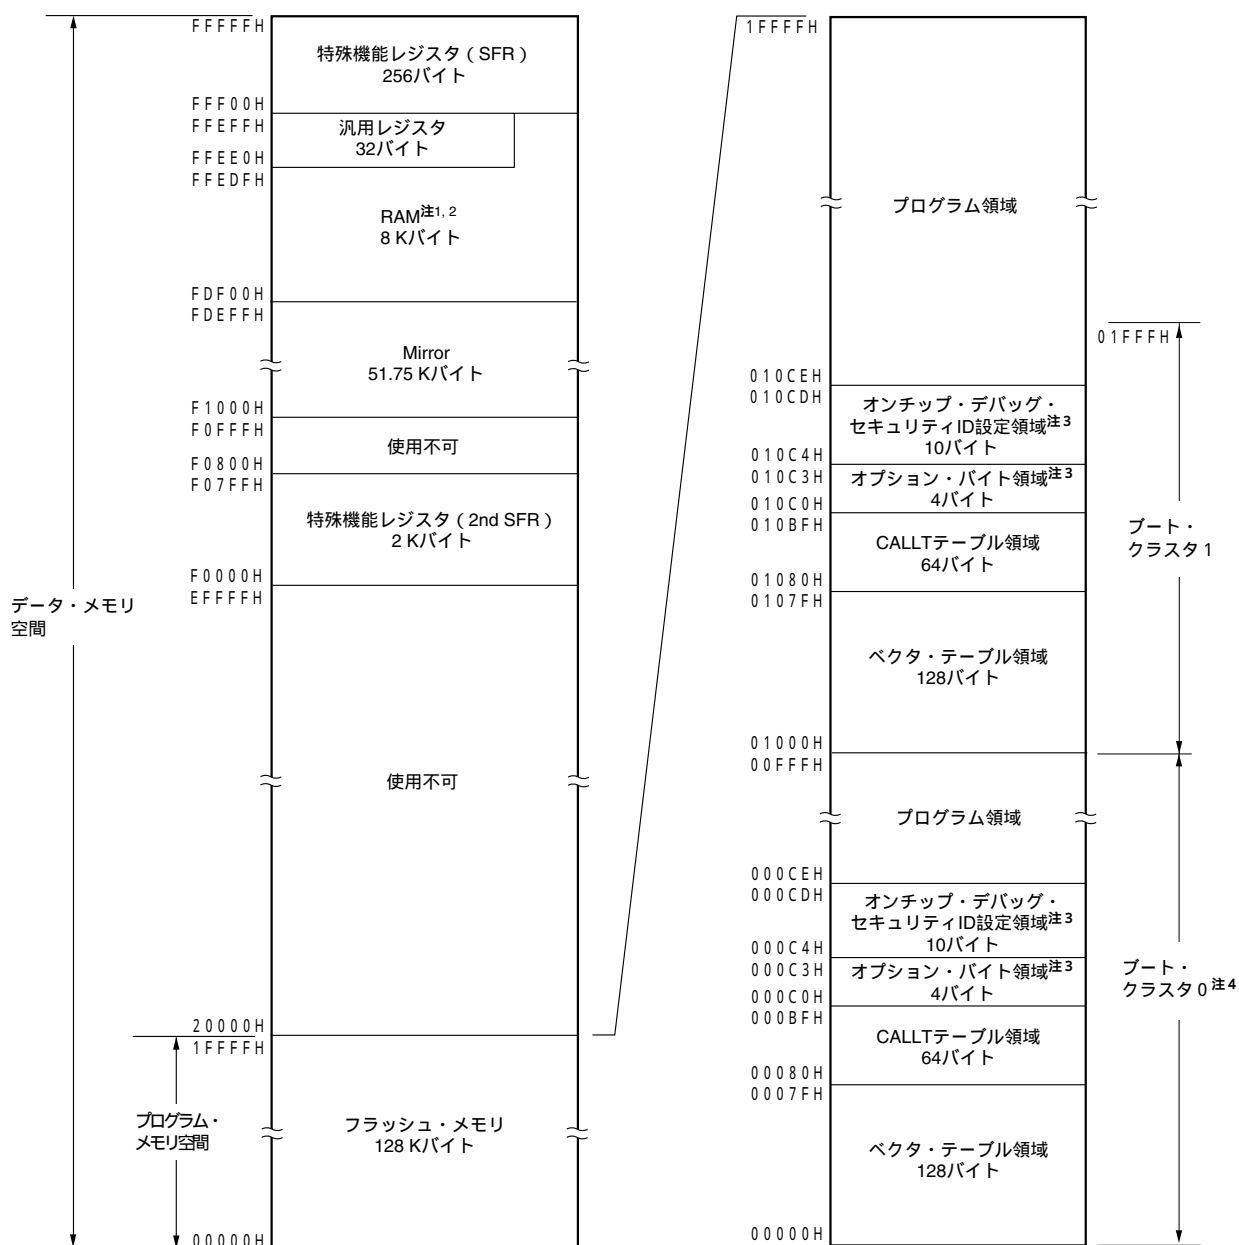 データ・メモリ
空間
プログラム・
メモリ空間
FFFFFH
特殊機能レジスタ（SFR）
256バイト
FFF00H
FFEFFH
汎用レジスタ
32バイト
FFEE0H
FFEDFH
RAM注1, 2
8 Kバイト
FDF00H
FDEFFH
Mirror
51.75 Kバイト
F1000H
F0FFFH
使用不可
F0800H
F07FFH
特殊機能レジスタ（2nd SFR）
2 Kバイト
F0000H
EFFFFH
使用不可
20000H
1FFFFH
フラッシュ・メモリ
128 Kバイト
00000H
1FFFFH
プログラム領域
01FFFH
010CEH
010CDH
オンチップ・デバッグ・
セキュリティID設定領域注3
10バイト
010C4H
010C3H
オプション・バイト領域注3
4バイト
010C0H
010BFH
CALLTテーブル領域
64バイト
01080H
0107FH
ベクタ・テーブル領域
128バイト
01000H
00FFFH
ブート・
クラスタ1
プログラム領域
000CEH
000CDH
オンチップ・デバッグ・
セキュリティID設定領域注3
10バイト
000C4H
000C3H
オプション・バイト領域注3
4バイト
000C0H
000BFH
CALLTテーブル領域
64バイト
00080H
0007FH
ベクタ・テーブル領域
128バイト
00000H
ブート・
クラスタ0注4